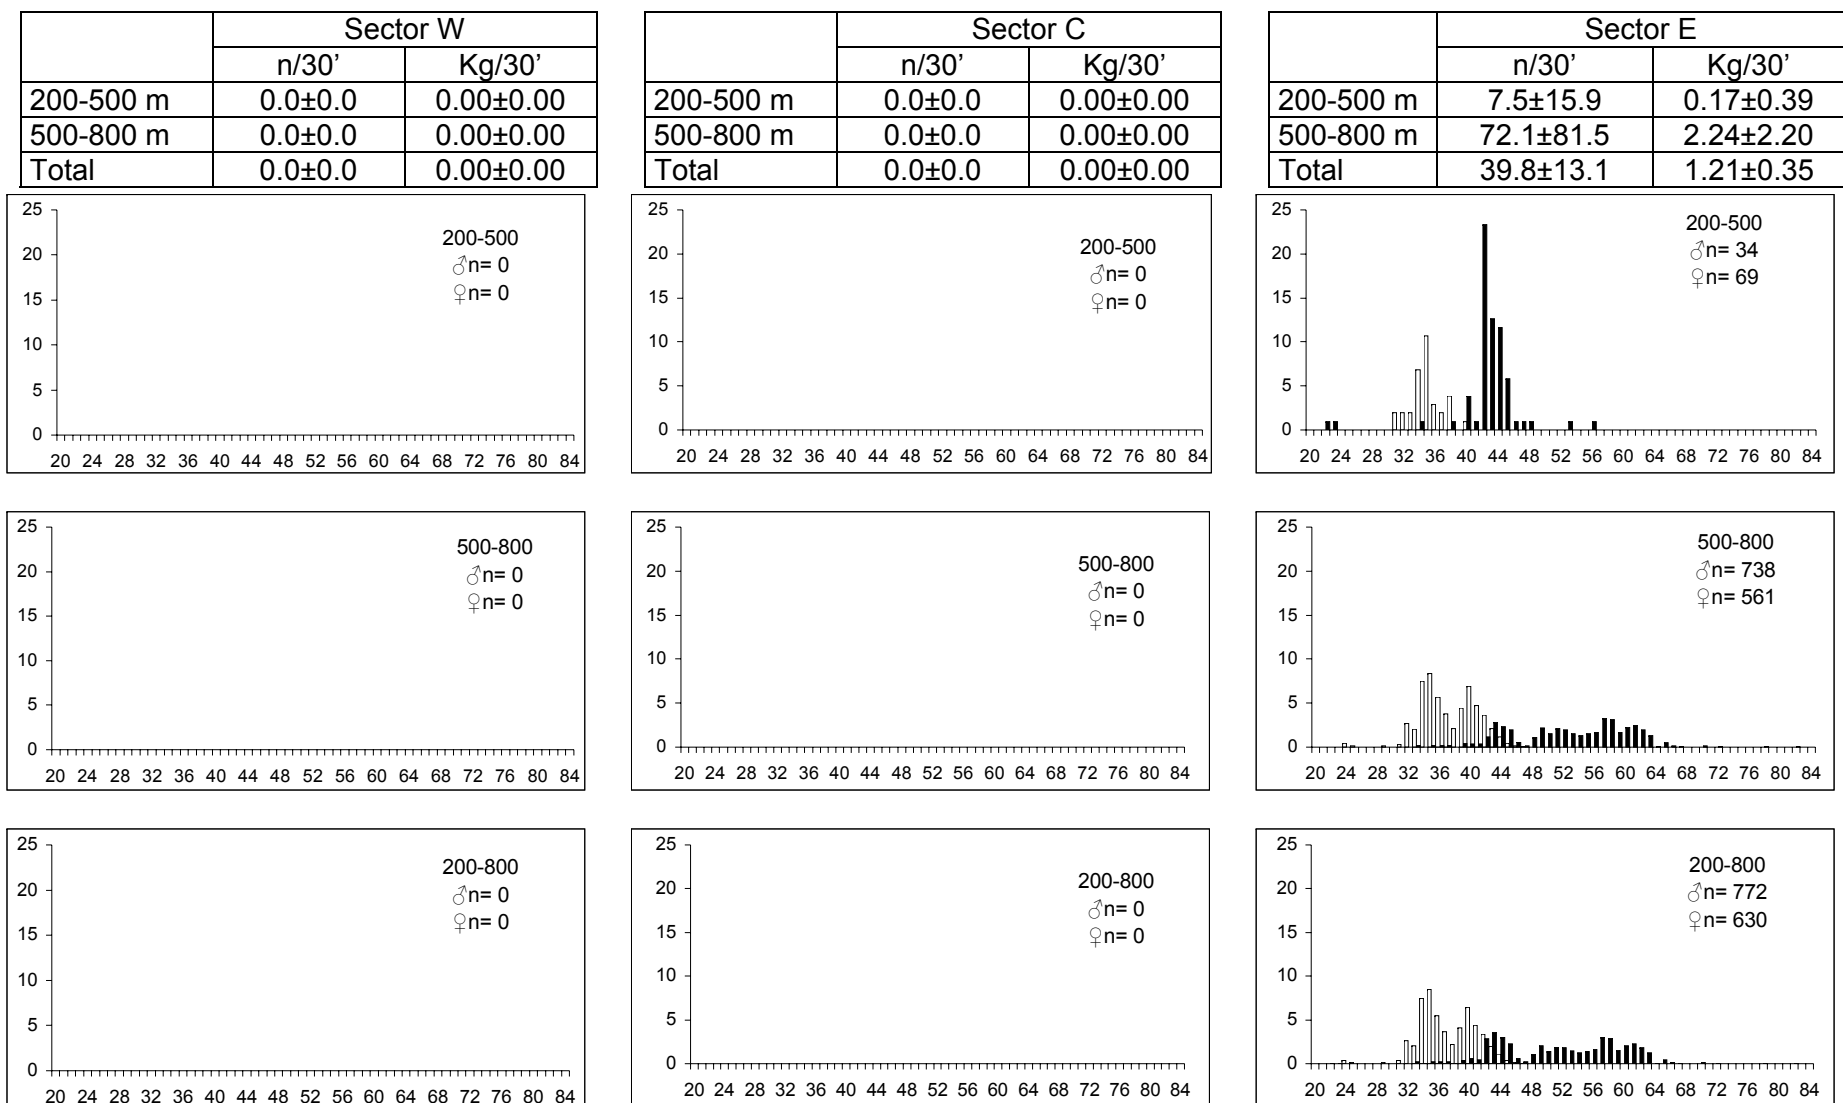 Sector W
n/30’ Kg/30’
200-500 m 0.0±0.0 0.00±0.00
500-800 m 0.0±0.0 0.00±0.00
Total 0.0±0.0 0.00±0.00
Sector C
n/30’ Kg/30’
200-500 m 0.0±0.0 0.00±0.00
500-800 m 0.0±0.0 0.00±0.00
Total 0.0±0.0 0.00±0.00
Sector E
n/30’ Kg/30’
200-500 m 7.5±15.9 0.17±0.39
500-800 m 72.1±81.5 2.24±2.20
Total 39.8±13.1 1.21±0.35
200-500
♂n= 0
♀n= 0
25
20
15
10
5
0
20 24 28 32 36 40 44 48 52 56 60 64 68 72 76 80 84
200-500
♂n= 0
♀n= 0
25
20
15
10
5
0
20 24 28 32 36 40 44 48 52 56 60 64 68 72 76 80 84
200-500
♂n= 34
♀n= 69
25
20
15
10
5
0
20 24 28 32 36 40 44 48 52 56 60 64 68 72 76 80 84
500-800
♂n= 0
♀n= 0
25
20
15
10
5
0
20 24 28 32 36 40 44 48 52 56 60 64 68 72 76 80 84
500-800
♂n= 0
♀n= 0
25
20
15
10
5
0
20 24 28 32 36 40 44 48 52 56 60 64 68 72 76 80 84
500-800
♂n= 738
♀n= 561
25
20
15
10
5
0
20 24 28 32 36 40 44 48 52 56 60 64 68 72 76 80 84
200-800
♂n= 0
♀n= 0
25
20
15
10
5
0
20 24 28 32 36 40 44 48 52 56 60 64 68 72 76 80 84
200-800
♂n= 0
♀n= 0
25
20
15
10
5
0
20 24 28 32 36 40 44 48 52 56 60 64 68 72 76 80 84
200-800
♂n= 772
♀n= 630
25
20
15
10
5
0
20 24 28 32 36 40 44 48 52 56 60 64 68 72 76 80 84